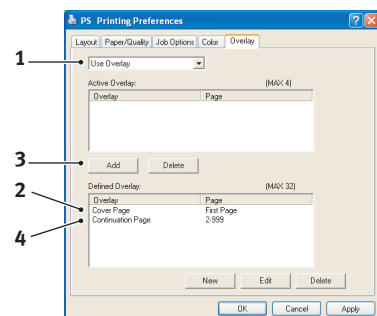 PS Printing Preferences
Layout Paper/Quality Job Options Color Overlay
1 Use Overlay
Active Overlay: (MAX 4)
Overlay Page
3 Add Delete
Defined Overlay: (MAX 32)
Overlay Page
2 Cover Page First Page
4 Continuation Page 2-999
New Edit Delete
OK Cancel Apply